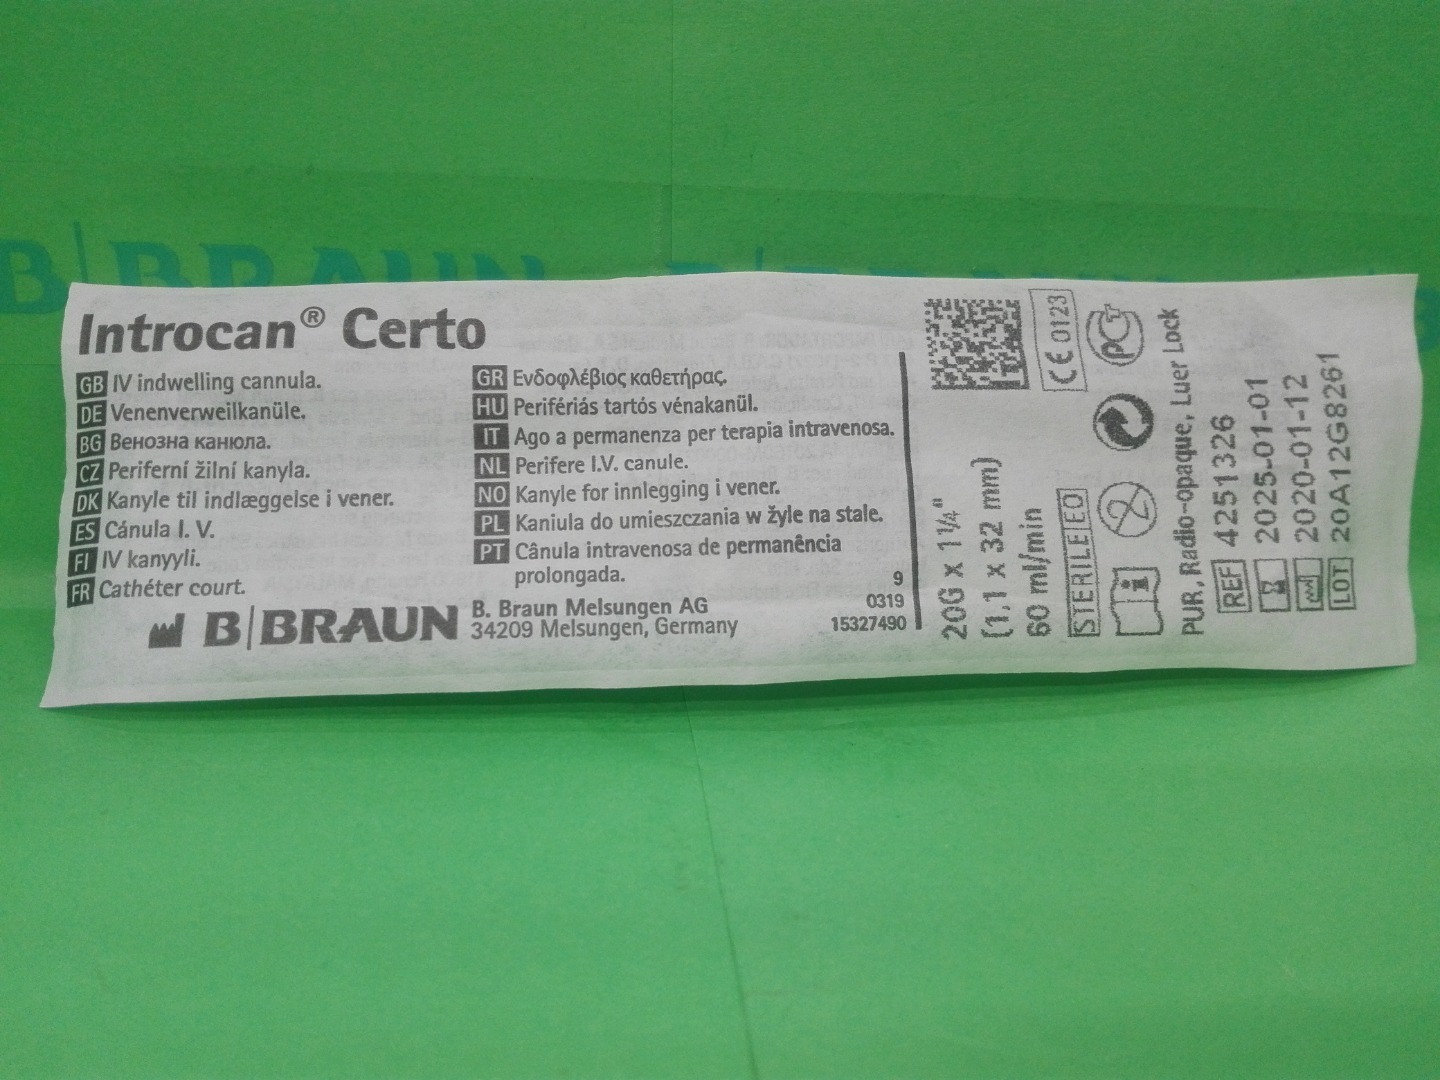 B|BRAUN
Introcan® Certo
GB IV indwelling cannula.
DE Venenverweilkanüle.
BG Венозна канюла.
CZ Periferní žilní kanyla.
DK Kanyle til indlæggelse i vener.
ES Cánula I. V.
FI IV kanyyli.
FR Cathéter court.
GR Ενδοφλέβιος καθετήρας.
HU Perifériás tartós vénakanül.
IT Ago a permanenza per terapia intravenosa.
NL Perifere I.V. canule.
NO Kanyle for innlegging i vener.
PL Kaniula do umieszczania w żyle na stałe.
PT Cânula intravenosa de permanência
prolongada.
B|BRAUN
B. Braun Melsungen AG
34209 Melsungen, Germany
9
0319
15327490
20G x 1¼"
(1,1 x 32 mm)
60 ml/min
STERILE EO
CE 0123
2
PUR, Radio-opaque, Luer Lock
REF 4251326
2025-01-01
2020-01-12
LOT 20A12G8261